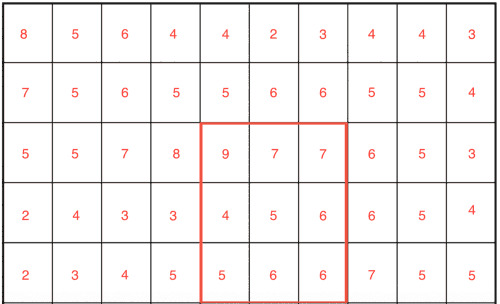 8 5 6 4 4 2 3 4 4 3
7 5 6 5 5 6 6 5 5 4
5 5 7 8 9 7 7 6 5 3
2 4 3 3 4 5 6 6 5 4
2 3 4 5 5 6 6 7 5 5